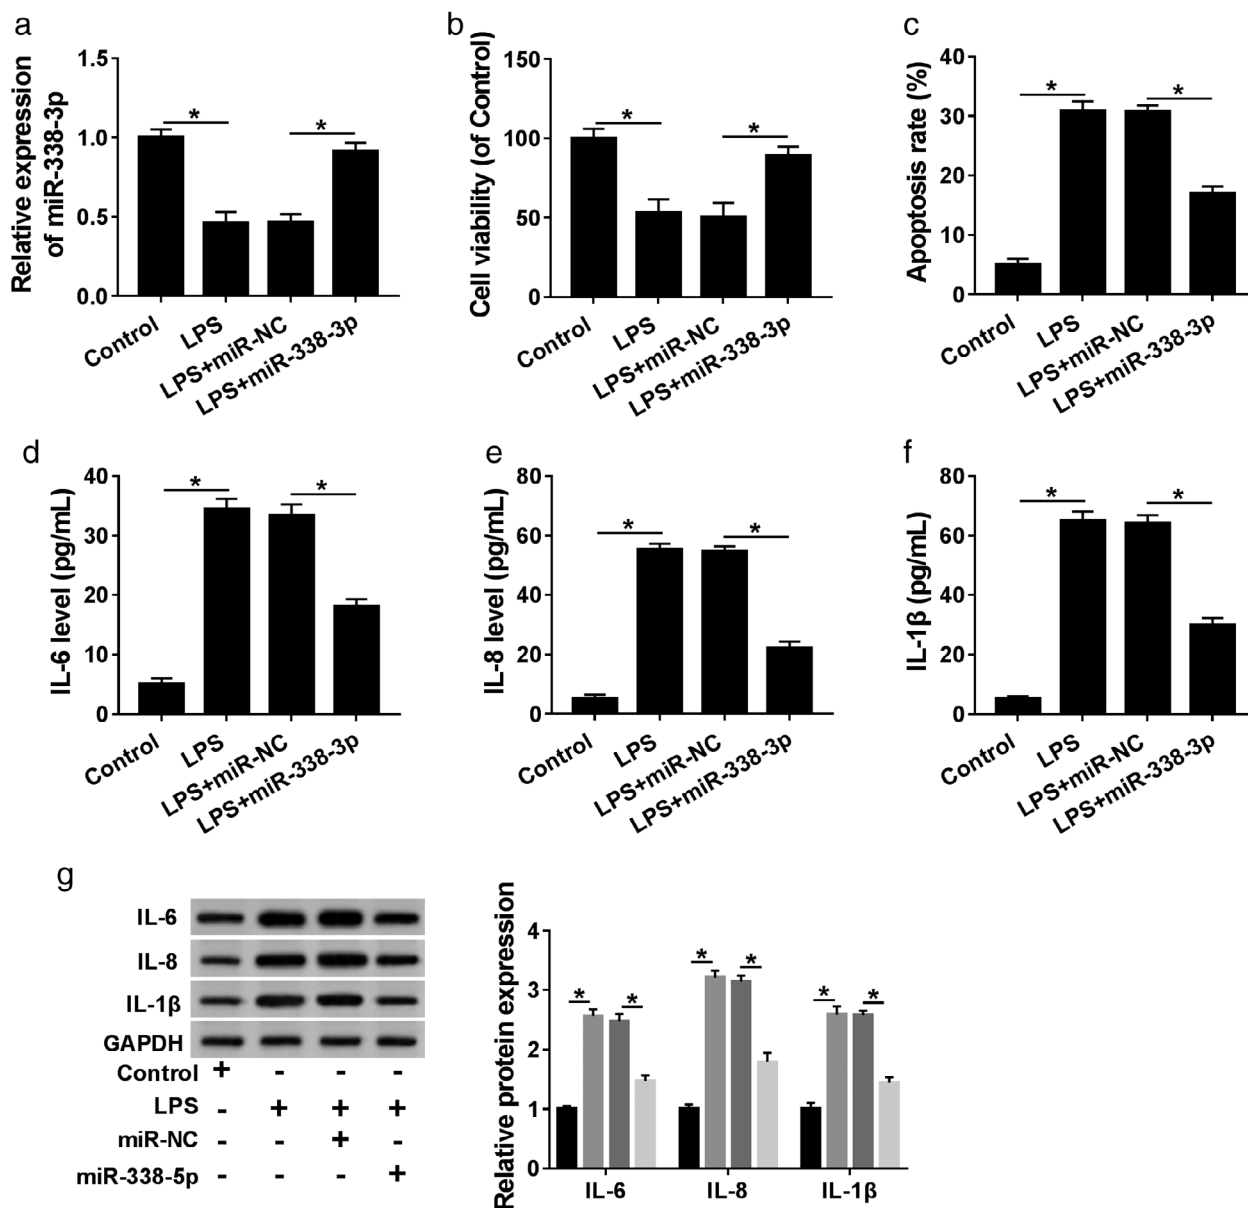 a
Relative expression
of miR-338-3p
1.5
1.0
0.5
0.0
*
*
Control
LPS
LPS+miR-NC
LPS+miR-338-3p
b
Cell viability (of Control)
150
100
50
0
*
*
Control
LPS
LPS+miR-NC
LPS+miR-338-3p
c
Apoptosis rate (%)
40
30
20
10
0
*
*
Control
LPS
LPS+miR-NC
LPS+miR-338-3p
d
IL-6 level (pg/mL)
40
30
20
10
0
*
*
Control
LPS
LPS+miR-NC
LPS+miR-338-3p
e
IL-8 level (pg/mL)
80
60
40
20
0
*
*
Control
LPS
LPS+miR-NC
LPS+miR-338-3p
f
IL-1β (pg/mL)
80
60
40
20
0
*
*
Control
LPS
LPS+miR-NC
LPS+miR-338-3p
g
IL-6
IL-8
IL-1β
GAPDH
Control + - - -
LPS - + + +
miR-NC - - + -
miR-338-5p - - - +
Relative protein expression
4
3
2
1
0
* * * * * *
IL-6 IL-8 IL-1β